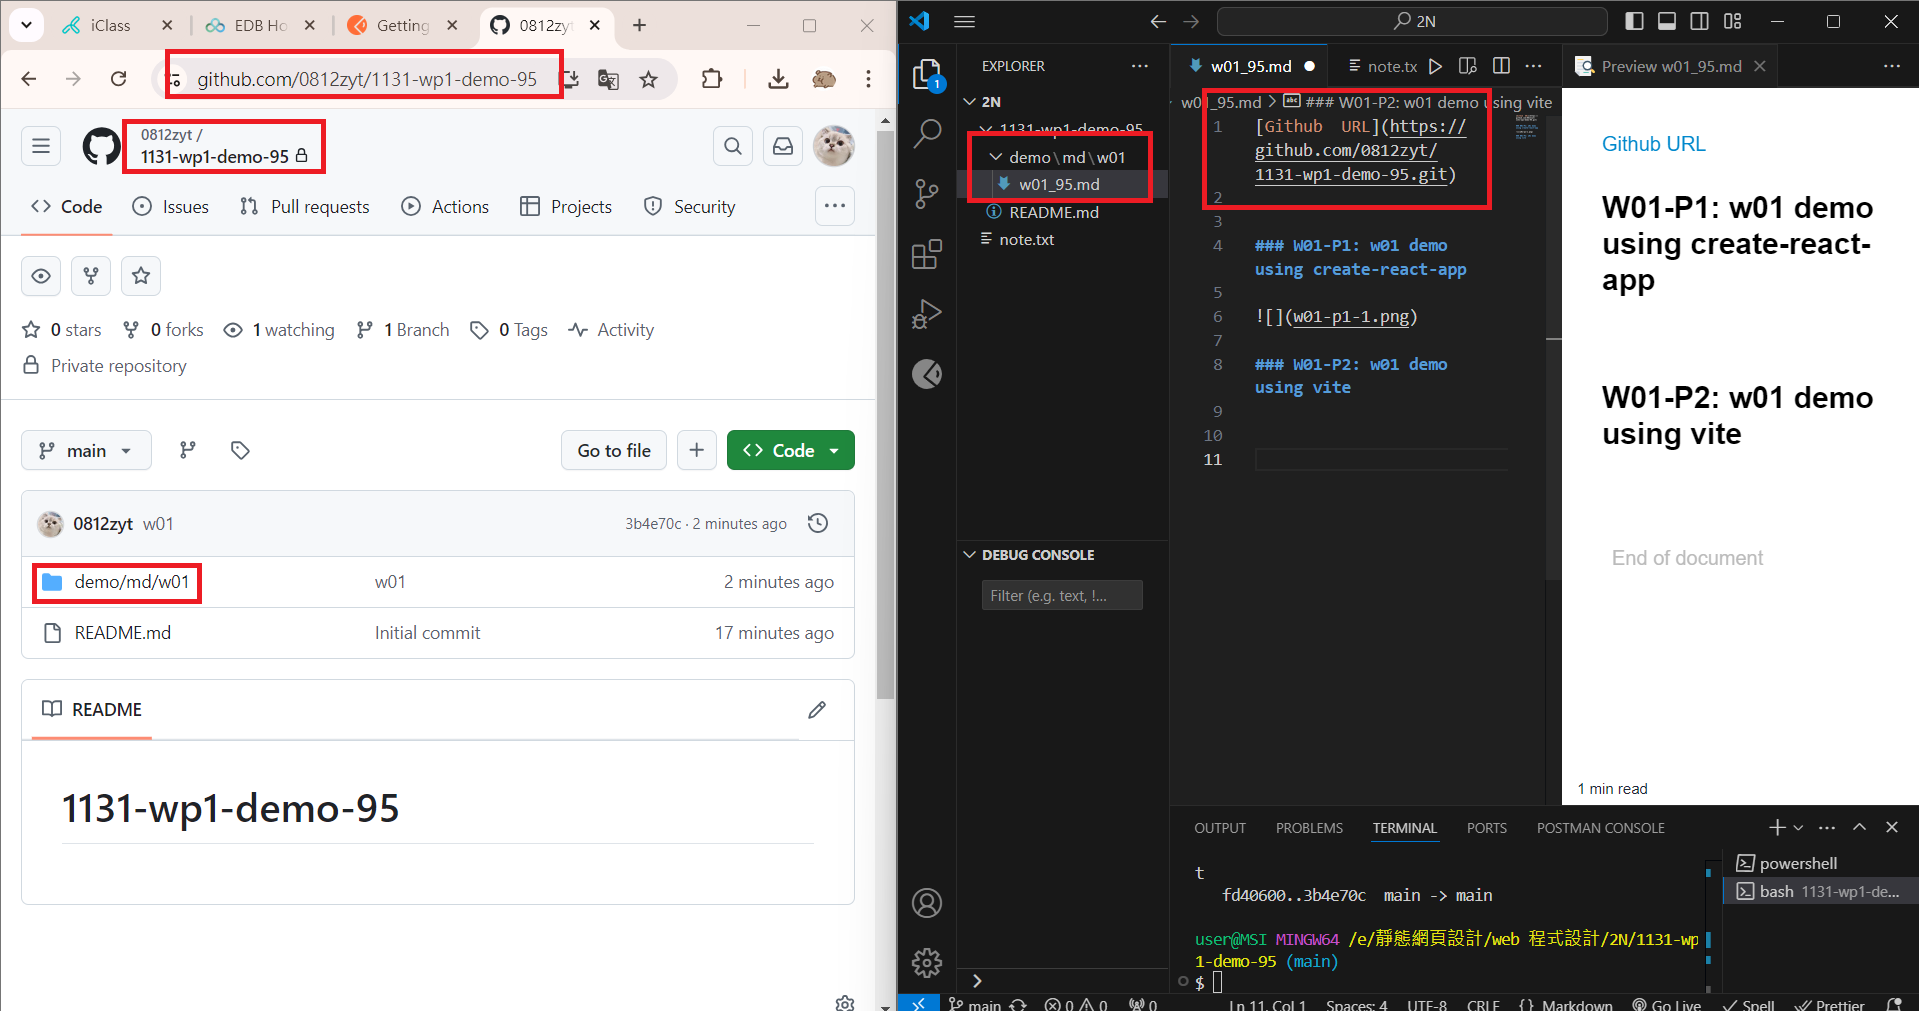 iClass
EDB Ho
Getting
0812zyt
github.com/0812zyt/1131-wp1-demo-95
0812zyt /
1131-wp1-demo-95
Code
Issues
Pull requests
Actions
Projects
Security
0 stars
0 forks
1 watching
1 Branch
0 Tags
Activity
Private repository
main
Go to file
Code
0812zyt w01
3b4e70c · 2 minutes ago
demo/md/w01 w01 2 minutes ago
README.md Initial commit 17 minutes ago
README
1131-wp1-demo-95
2N
EXPLORER
1
2N
1131-wp1-demo-95
demo\md\w01
w01_95.md
README.md
note.txt
DEBUG CONSOLE
Filter (e.g. text, !...
w01_95.md
note.tx
w01_95.md > ### W01-P2: w01 demo using vite
1 [Github URL](https://
github.com/0812zyt/
1131-wp1-demo-95.git)
2
3
4 ### W01-P1: w01 demo
using create-react-app
5
6 ![](w01-p1-1.png)
7
8 ### W01-P2: w01 demo
using vite
9
10
11
Preview w01_95.md
Github URL
W01-P1: w01 demo
using create-react-
app
W01-P2: w01 demo
using vite
End of document
1 min read
OUTPUT
PROBLEMS
TERMINAL
PORTS
POSTMAN CONSOLE
t
fd40600..3b4e70c main -> main
user@MSI MINGW64 /e/靜態網頁設計/web 程式設計/2N/1131-wp
1-demo-95 (main)
$
powershell
bash 1131-wp1-de...
main
0 0
0
Ln 11, Col 1
Spaces: 4
UTF-8
CRLF
{} Markdown
Go Live
Spell
Prettier